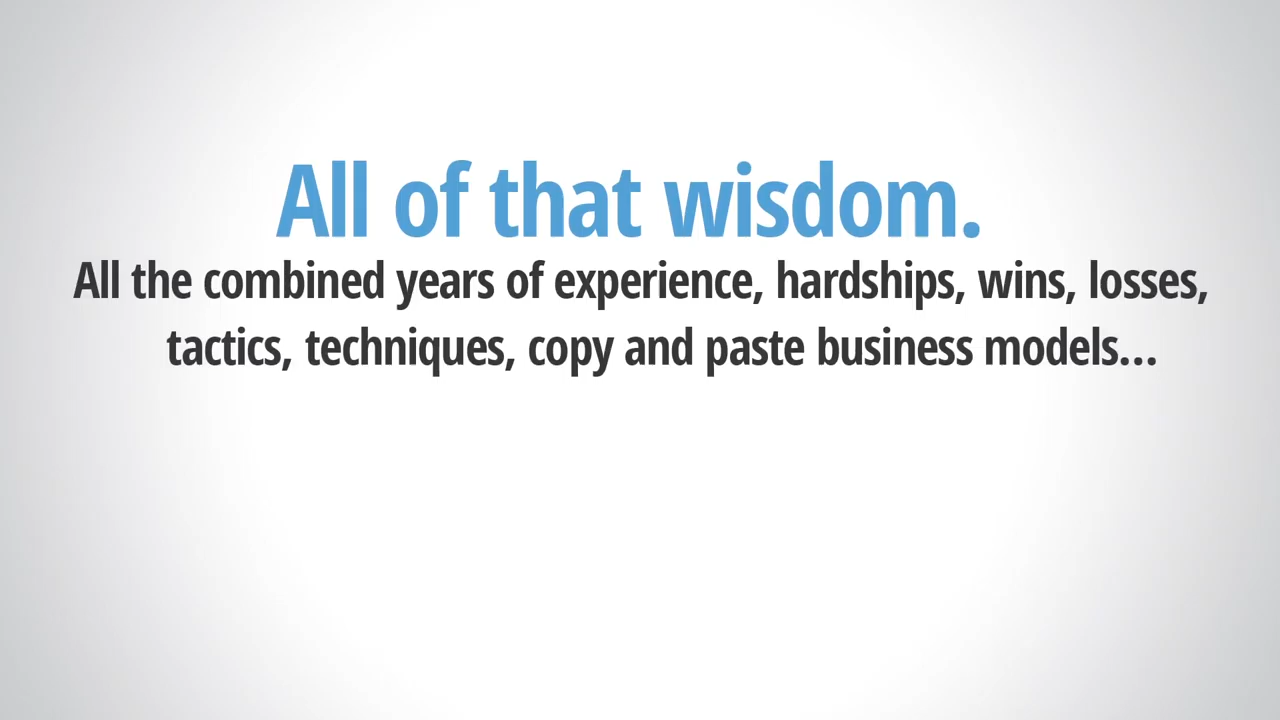 All of that wisdom.
All the combined years of experience, hardships, wins, losses,
tactics, techniques, copy and paste business models...